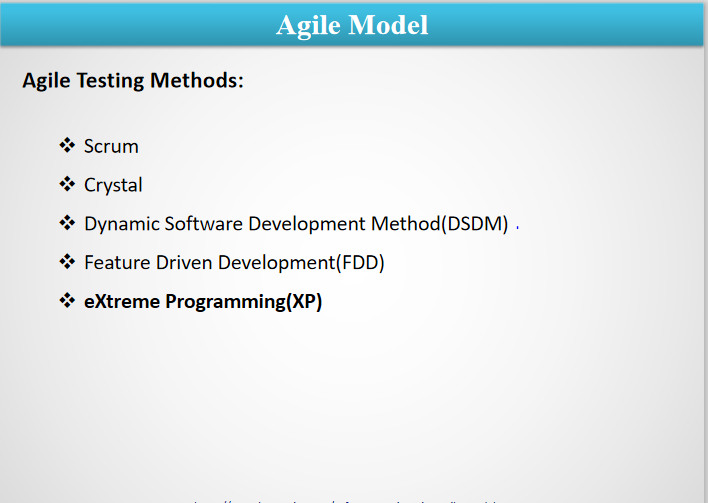 Agile Model
Agile Testing Methods:
❖ Scrum
❖ Crystal
❖ Dynamic Software Development Method(DSDM) .
❖ Feature Driven Development(FDD)
❖ eXtreme Programming(XP)